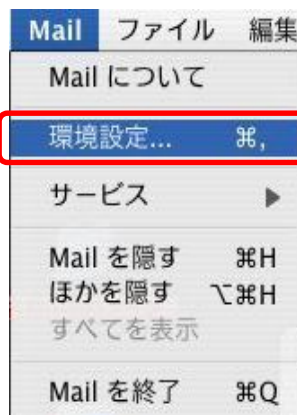 Mail ファイル 編集
Mail について
環境設定... ⌘,
サービス ▶
Mail を隠す ⌘H
ほかを隠す ⌥⌘H
すべてを表示
Mail を終了 ⌘Q